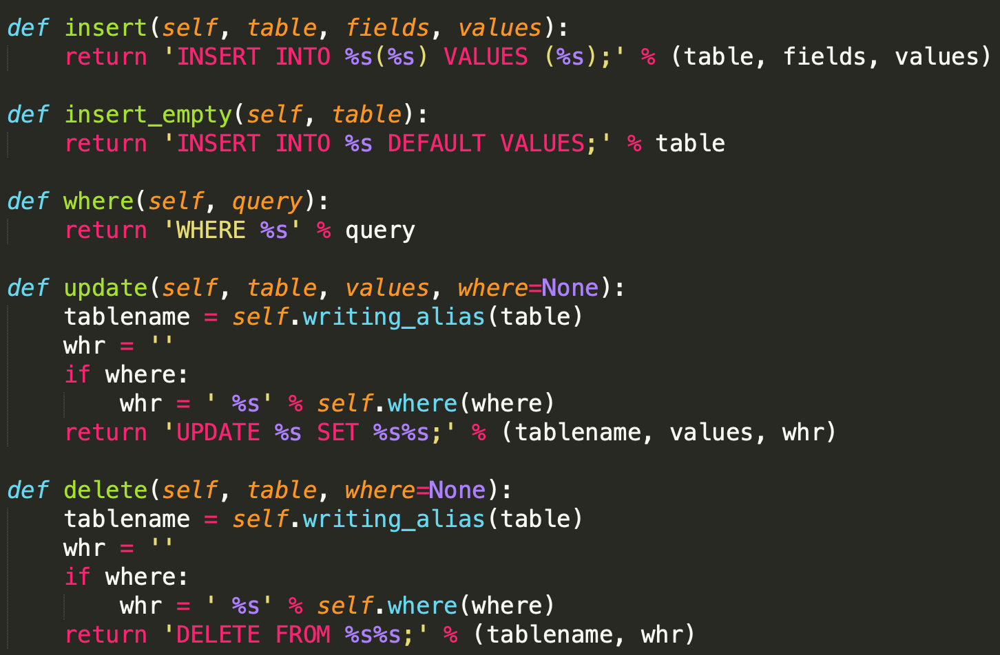 def insert(self, table, fields, values):
    return 'INSERT INTO %s(%s) VALUES (%s);' % (table, fields, values)

def insert_empty(self, table):
    return 'INSERT INTO %s DEFAULT VALUES;' % table

def where(self, query):
    return 'WHERE %s' % query

def update(self, table, values, where=None):
    tablename = self.writing_alias(table)
    whr = ''
    if where:
        whr = ' %s' % self.where(where)
    return 'UPDATE %s SET %s%s;' % (tablename, values, whr)

def delete(self, table, where=None):
    tablename = self.writing_alias(table)
    whr = ''
    if where:
        whr = ' %s' % self.where(where)
    return 'DELETE FROM %s%s;' % (tablename, whr)